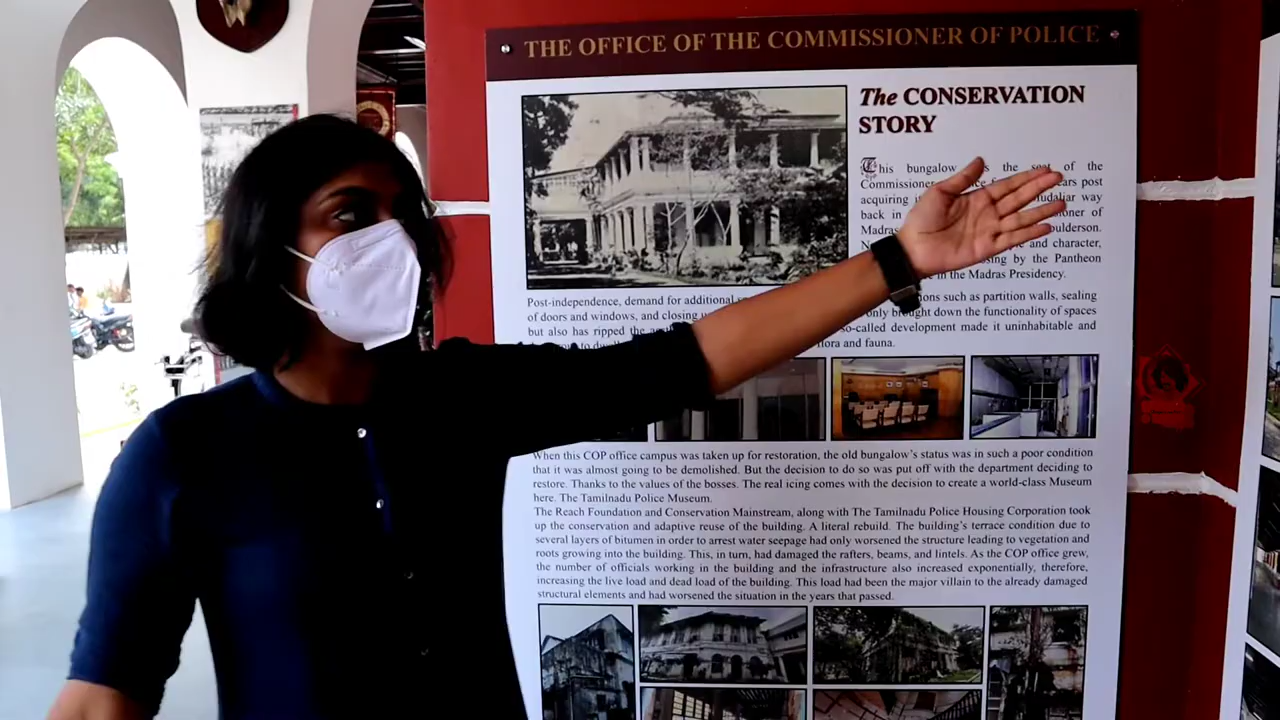 THE OFFICE OF THE COMMISSIONER OF POLICE
The CONSERVATION
STORY
This bungalow the seat of the
Commissioner years post
acquiring Mudaliar way
back in of
Madras
and character,
by the Pantheon
in the Madras Presidency.
Post-independence, demand for additional such as partition walls, sealing
of doors and windows, and closing only brought down the functionality of spaces
but also has ripped the so-called development made it uninhabitable and
flora and fauna.
When this COP office campus was taken up for restoration, the old bungalow's status was in such a poor condition
that it was almost going to be demolished. But the decision to do so was put off with the department deciding to
restore. Thanks to the values of the bosses. The real icing comes with the decision to create a world-class Museum
here. The Tamilnadu Police Museum.
The Reach Foundation and Conservation Mainstream, along with The Tamilnadu Police Housing Corporation took
up the conservation and adaptive reuse of the building. A literal rebuild. The building's terrace condition due to
several layers of bitumen in order to arrest water seepage had only worsened the structure leading to vegetation and
roots growing into the building. This, in turn, had damaged the rafters, beams, and lintels. As the COP office grew,
the number of officials working in the building and the infrastructure also increased exponentially, therefore,
increasing the live load and dead load of the building. This load had been the major villain to the already damaged
structural elements and had worsened the situation in the years that passed.